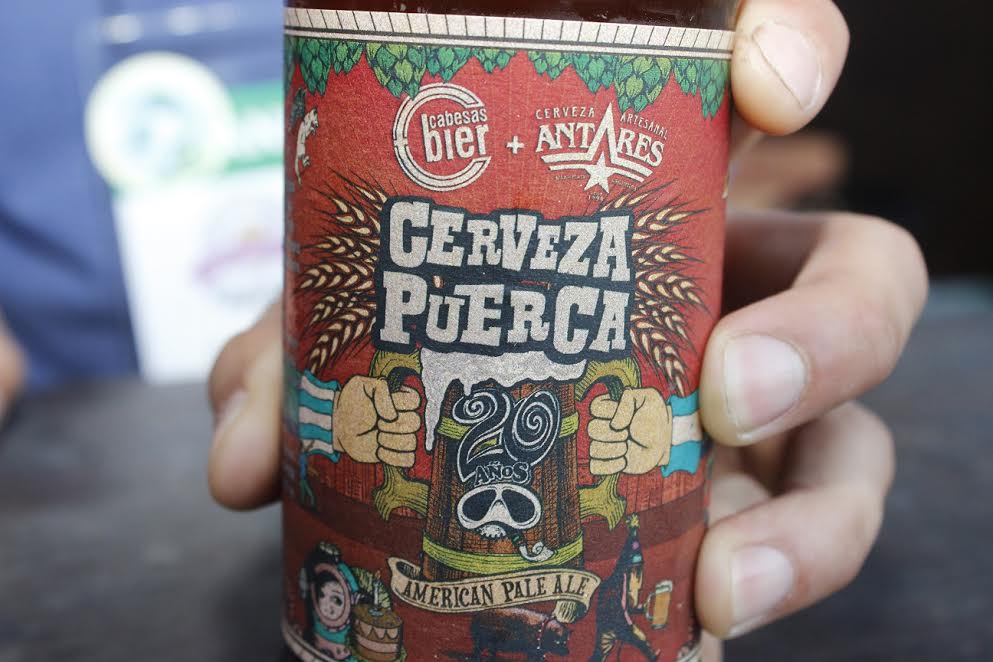 cabesas
bier
+
CERVEZA ARTESANAL
ANTARES
CERVEZA
PUERCA
20
AÑOS
AMERICAN PALE ALE